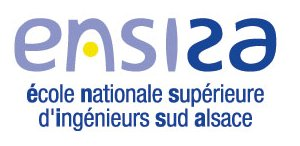 ensisa
école nationale supérieure
d'ingénieurs sud alsace